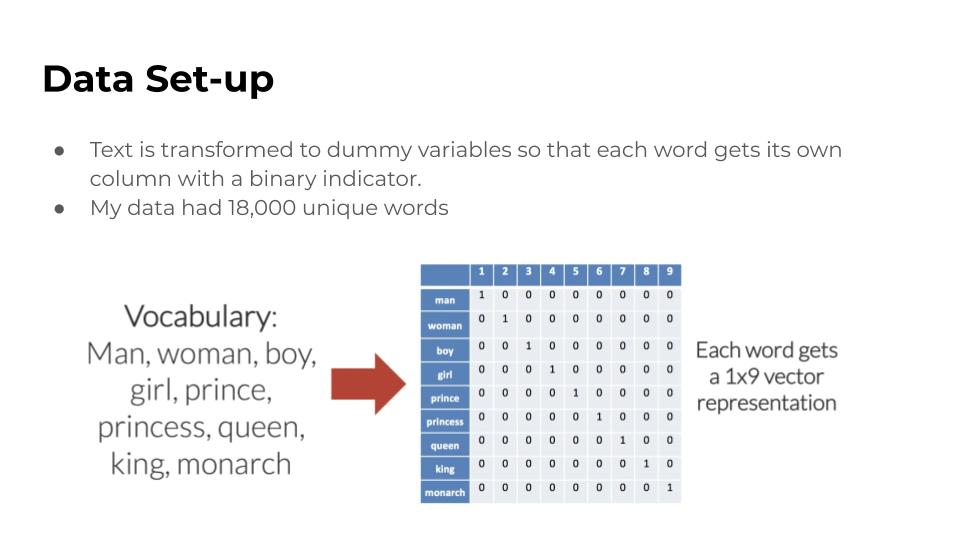 Data Set-up
● Text is transformed to dummy variables so that each word gets its own
column with a binary indicator.
● My data had 18,000 unique words
Vocabulary:
Man, woman, boy,
girl, prince,
princess, queen,
king, monarch
1 2 3 4 5 6 7 8 9
man 1 0 0 0 0 0 0 0 0
woman 0 1 0 0 0 0 0 0 0
boy 0 0 1 0 0 0 0 0 0
girl 0 0 0 1 0 0 0 0 0
prince 0 0 0 0 1 0 0 0 0
princess 0 0 0 0 0 1 0 0 0
queen 0 0 0 0 0 0 1 0 0
king 0 0 0 0 0 0 0 1 0
monarch 0 0 0 0 0 0 0 0 1
Each word gets
a 1x9 vector
representation